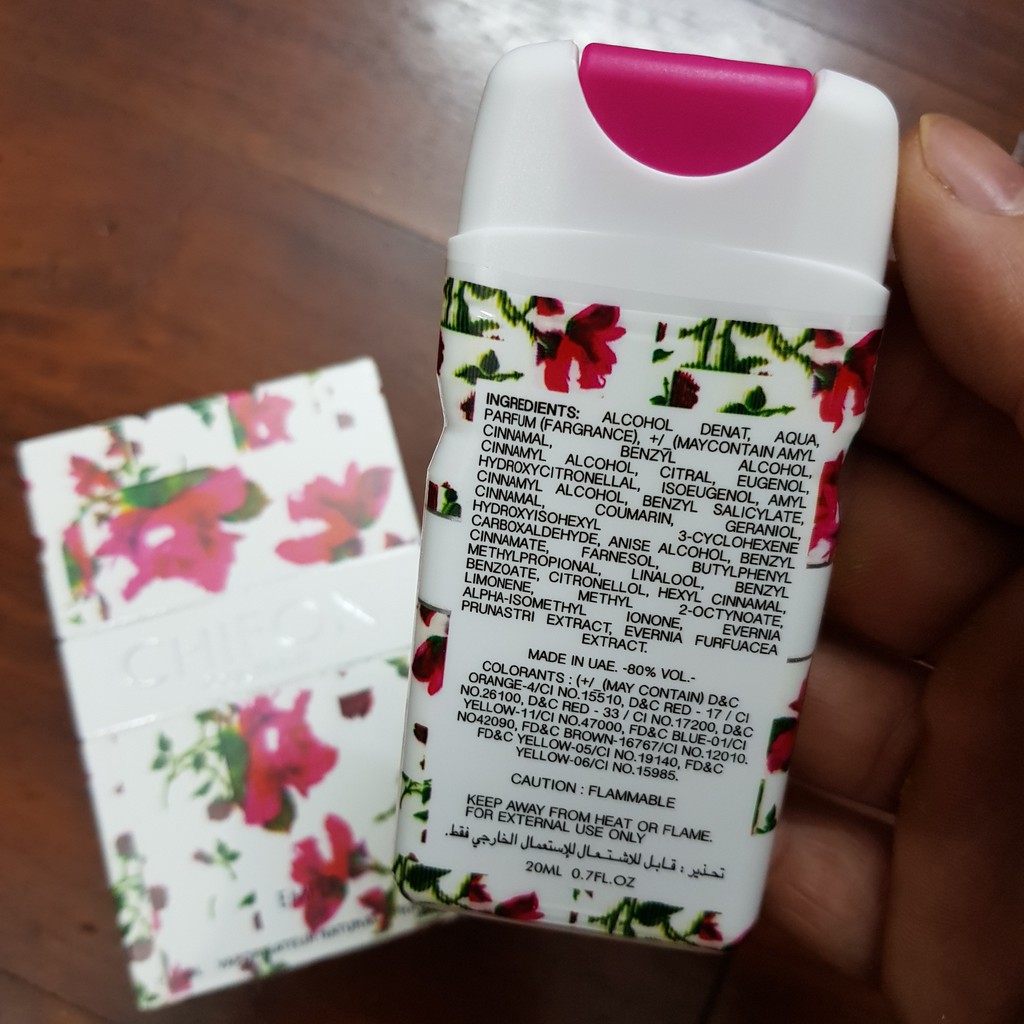 INGREDIENTS: ALCOHOL DENAT, AQUA,
PARFUM (FARGRANCE), +/_(MAYCONTAIN AMYL
CINNAMAL, BENZYL ALCOHOL,
CINNAMYL ALCOHOL, CITRAL, EUGENOL,
HYDROXYCITRONELLAL, ISOEUGENOL, AMYL
CINNAMYL ALCOHOL, BENZYL SALICYLATE,
CINNAMAL, COUMARIN, GERANIOL,
HYDROXYISOHEXYL 3-CYCLOHEXENE
CARBOXALDEHYDE, ANISE ALCOHOL, BENZYL
CINNAMATE, FARNESOL, BUTYLPHENYL
METHYLPROPIONAL, LINALOOL, BENZYL
BENZOATE, CITRONELLOL, HEXYL CINNAMAL,
LIMONENE, METHYL 2-OCTYNOATE,
ALPHA-ISOMETHYL IONONE, EVERNIA
PRUNASTRI EXTRACT, EVERNIA FURFUACEA
EXTRACT.
MADE IN UAE. -80% VOL.-
COLORANTS : (+/_(MAY CONTAIN) D&C
ORANGE-4/CI NO.15510, D&C RED - 17 / CI
NO.26100, D&C RED - 33 / CI NO.17200, D&C
YELLOW-11/CI NO.47000, FD&C BLUE-01/CI
NO42090, FD&C BROWN-16767/CI NO.12010.
FD&C YELLOW-05/CI NO.19140, FD&C
YELLOW-06/CI NO.15985.
CAUTION : FLAMMABLE
KEEP AWAY FROM HEAT OR FLAME.
FOR EXTERNAL USE ONLY
تحذير : قابل للاشتعال للإستعمال الخارجي فقط.
20ML 0.7FL.OZ